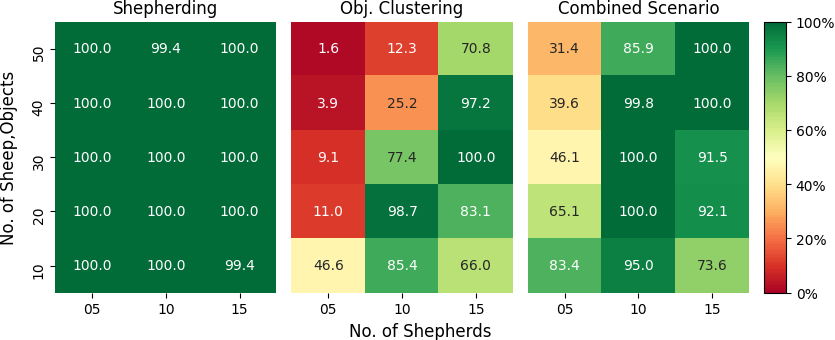 Shepherding Obj. Clustering Combined Scenario
No. of Sheep,Objects
50 100.0 99.4 100.0 1.6 12.3 70.8 31.4 85.9 100.0
40 100.0 100.0 100.0 3.9 25.2 97.2 39.6 99.8 100.0
30 100.0 100.0 100.0 9.1 77.4 100.0 46.1 100.0 91.5
20 100.0 100.0 100.0 11.0 98.7 83.1 65.1 100.0 92.1
10 100.0 100.0 99.4 46.6 85.4 66.0 83.4 95.0 73.6
05 10 15 05 10 15 05 10 15
No. of Shepherds
100%
80%
60%
40%
20%
0%